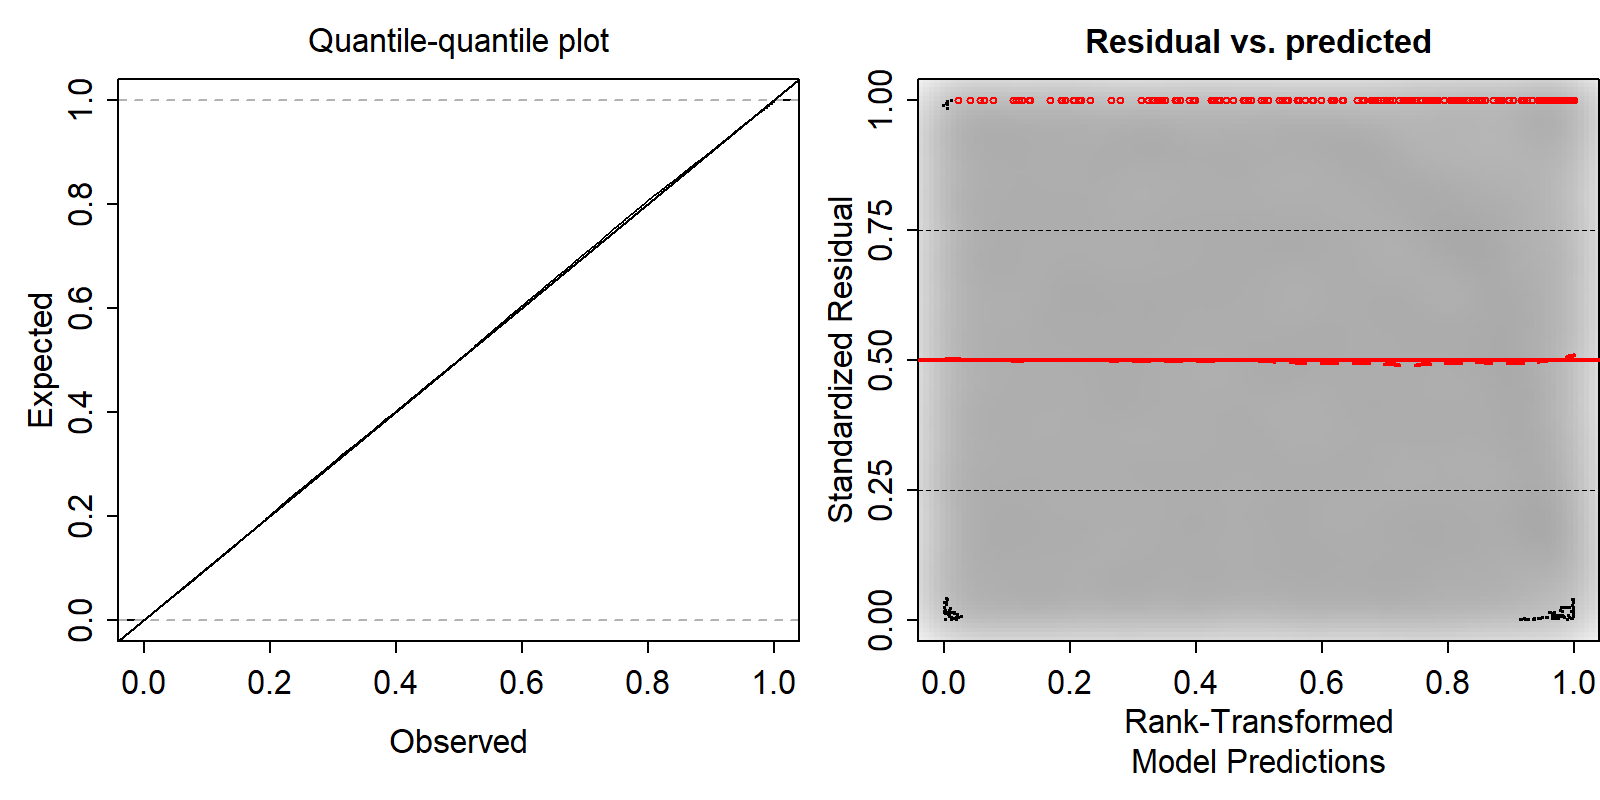 Quantile-quantile plot
Expected
0.0 0.2 0.4 0.6 0.8 1.0
0.0 0.2 0.4 0.6 0.8 1.0
Observed
Residual vs. predicted
Standardized Residual
0.00 0.25 0.50 0.75 1.00
0.0 0.2 0.4 0.6 0.8 1.0
Rank-Transformed
Model Predictions